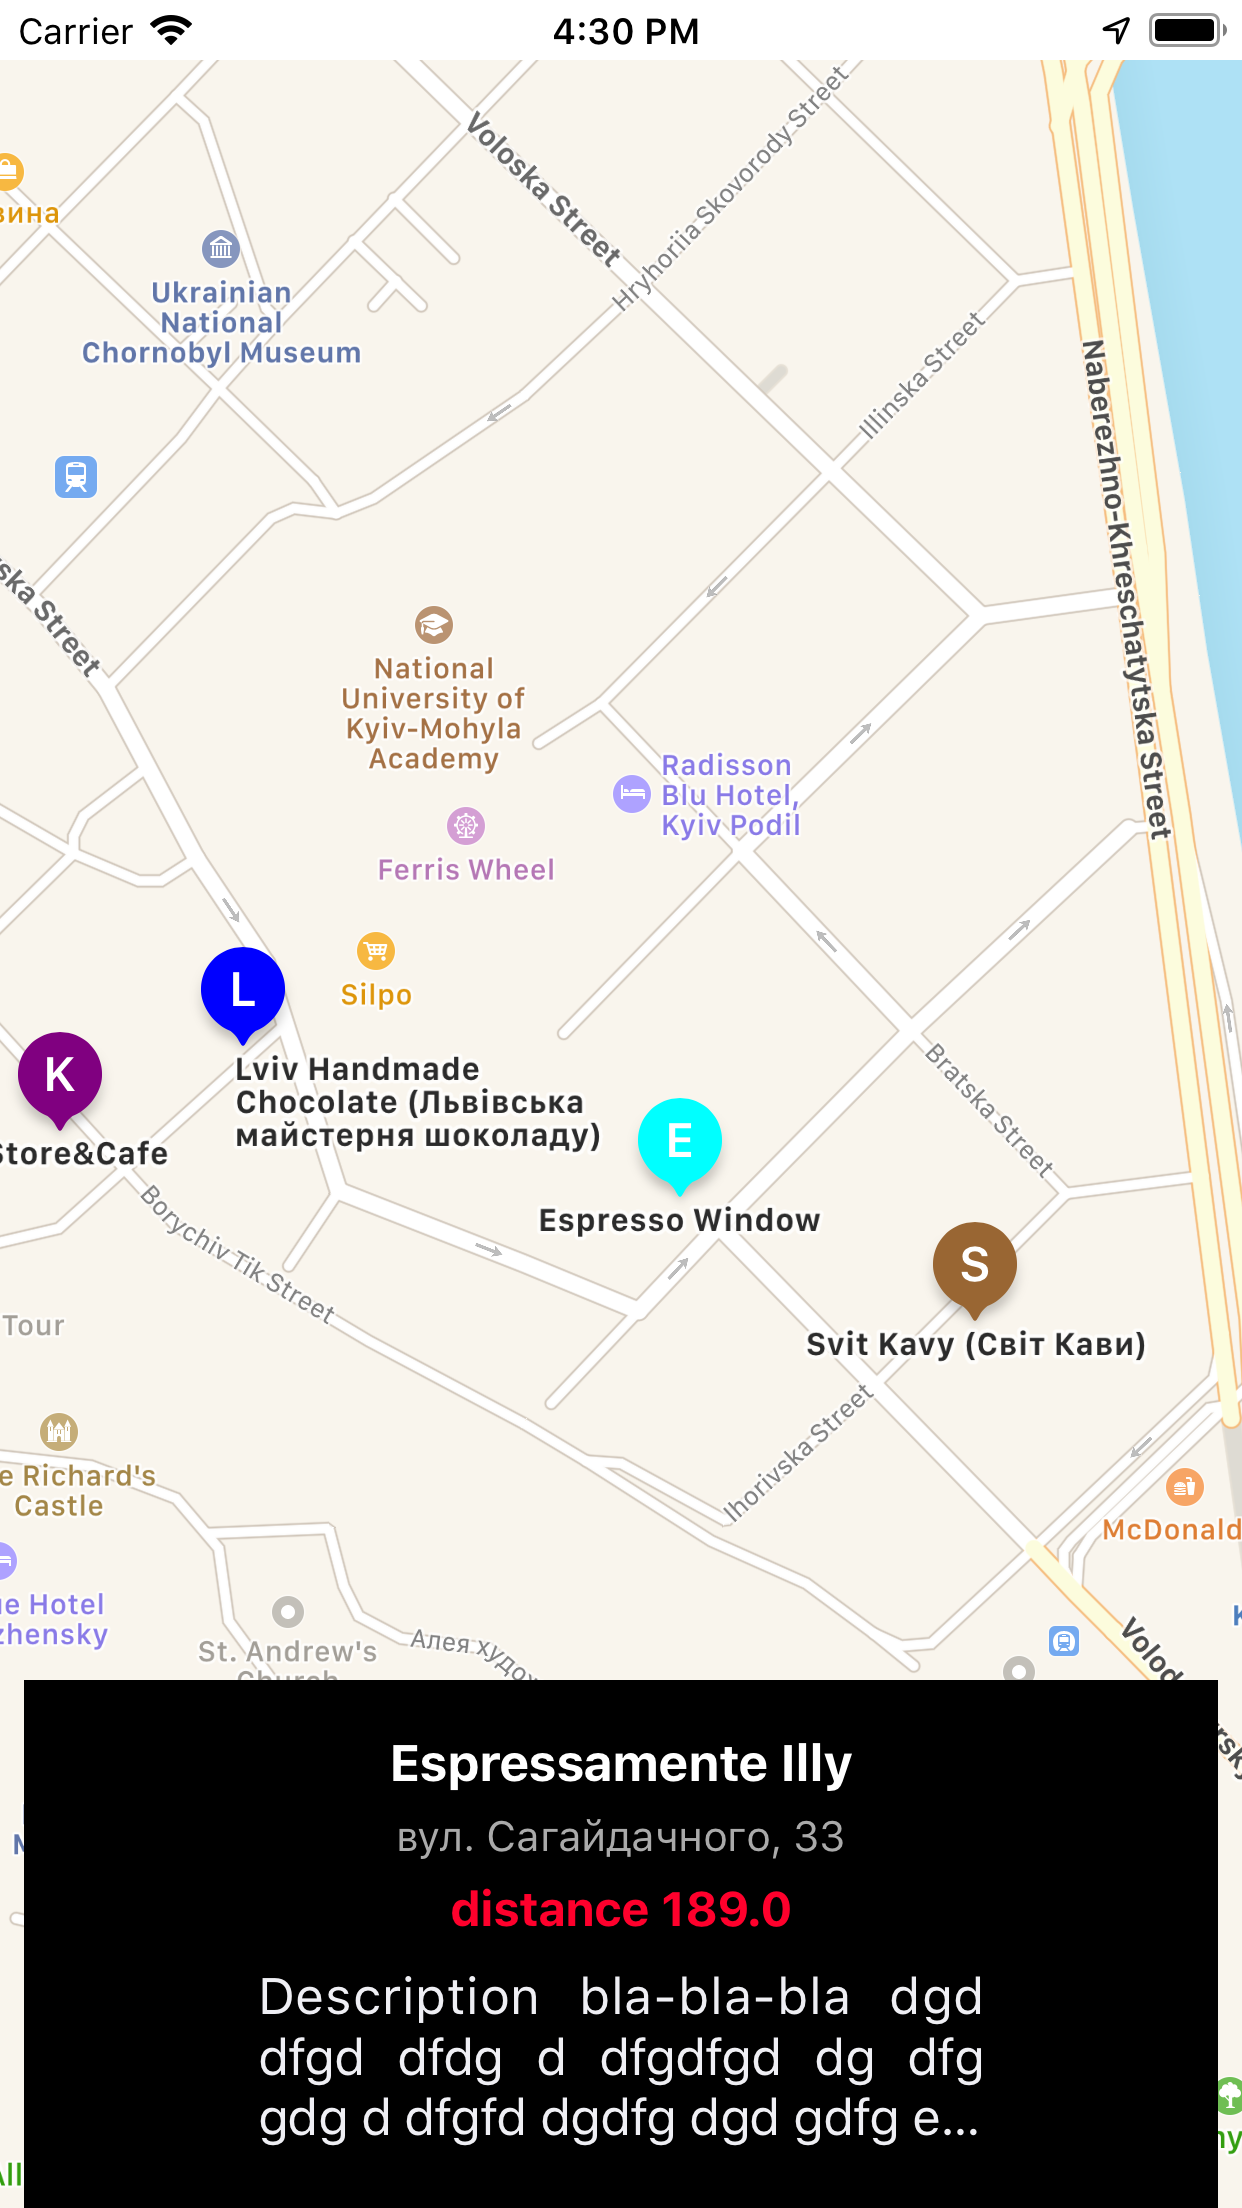 Carrier
4:30 PM
Voloska Street
Hryhoriia Skovorody Street
Ukrainian
National
Chornobyl Museum
Illinska Street
Naberezhno-Khreschatytska Street
Street
National
University of
Kyiv-Mohyla
Academy
Radisson
Blu Hotel,
Kyiv Podil
Ferris Wheel
Silpo
L
K
Lviv Handmade
Chocolate (Львівська
майстерня шоколаду)
Store&Cafe
E
Espresso Window
Bratska Street
Borychiv Tik Street
S
Svit Kavy (Світ Кави)
Tour
Ihorivska Street
Richard's
Castle
McDonald
Hotel
St. Andrew's
Church
Алея худож
Volod
Espressamente Illy
вул. Сагайдачного, 33
distance 189.0
Description bla-bla-bla dgd
dfgd dfdg d dfgdfgd dg dfg
gdg d dfgfd dgdfg dgd gdfg e...